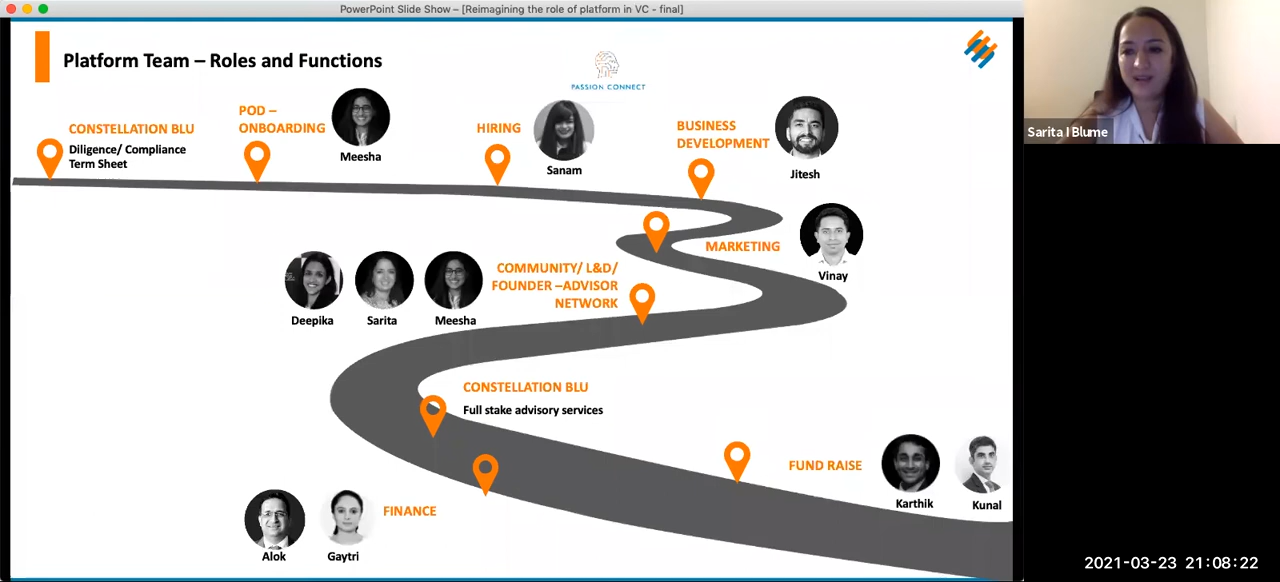 PowerPoint Slide Show – [Reimagining the role of platform in VC - final]
Platform Team – Roles and Functions
PASSION CONNECT
CONSTELLATION BLU
Diligence/ Compliance
Term Sheet
POD –
ONBOARDING
Meesha
HIRING
Sanam
BUSINESS
DEVELOPMENT
Jitesh
MARKETING
Vinay
Deepika
Sarita
Meesha
COMMUNITY/ L&D/
FOUNDER –ADVISOR
NETWORK
CONSTELLATION BLU
Full stake advisory services
FUND RAISE
Karthik
Kunal
Alok
Gaytri
FINANCE
Sarita I Blume
2021-03-23 21:08:22